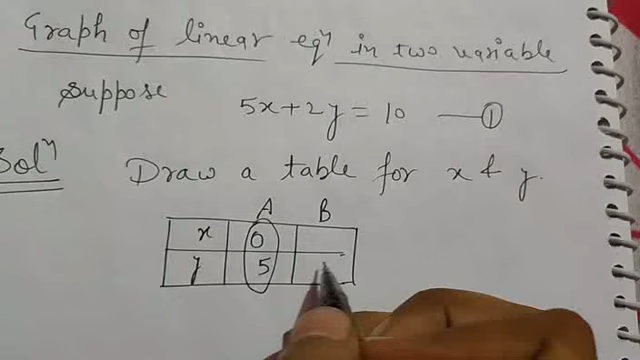 Graph of linear eqⁿ in two variable
Suppose
5x+2y = 10 —①
Solⁿ
Draw a table for x & y.
A B
x 0
y 5